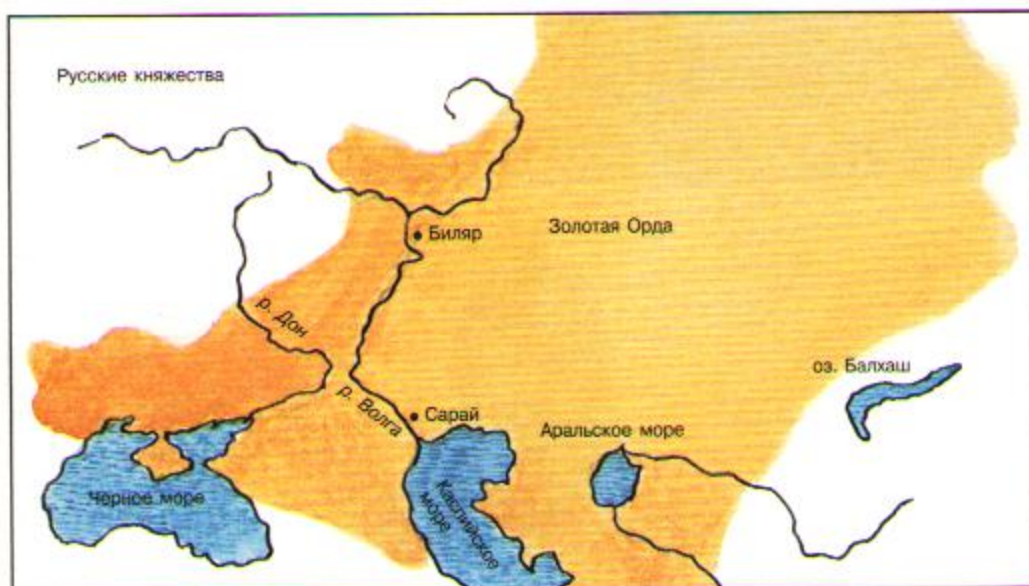 Русские княжества
Биляр
Золотая Орда
р. Дон
оз. Балхаш
р. Волга
Сарай
Аральское море
Черное море
Каспийское
море